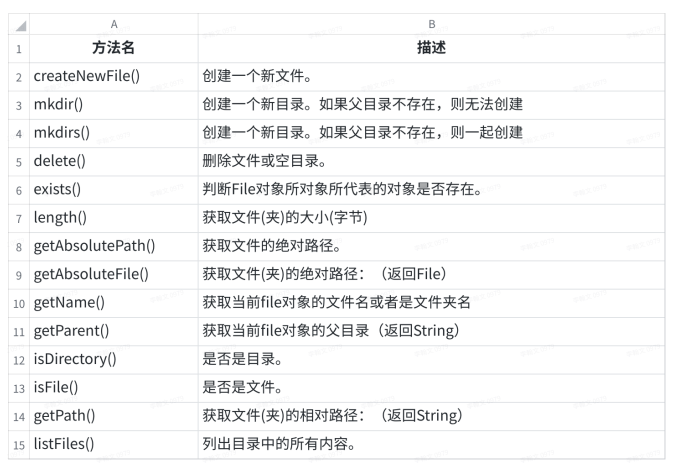 A B
1 方法名 描述
2 createNewFile() 创建一个新文件。
3 mkdir() 创建一个新目录。如果父目录不存在，则无法创建
4 mkdirs() 创建一个新目录。如果父目录不存在，则一起创建
5 delete() 删除文件或空目录。
6 exists() 判断File对象所对象所代表的对象是否存在。
7 length() 获取文件(夹)的大小(字节)
8 getAbsolutePath() 获取文件的绝对路径。
9 getAbsoluteFile() 获取文件(夹)的绝对路径：（返回File）
10 getName() 获取当前file对象的文件名或者是文件夹名
11 getParent() 获取当前file对象的父目录（返回String）
12 isDirectory() 是否是目录。
13 isFile() 是否是文件。
14 getPath() 获取文件(夹)的相对路径：（返回String）
15 listFiles() 列出目录中的所有内容。